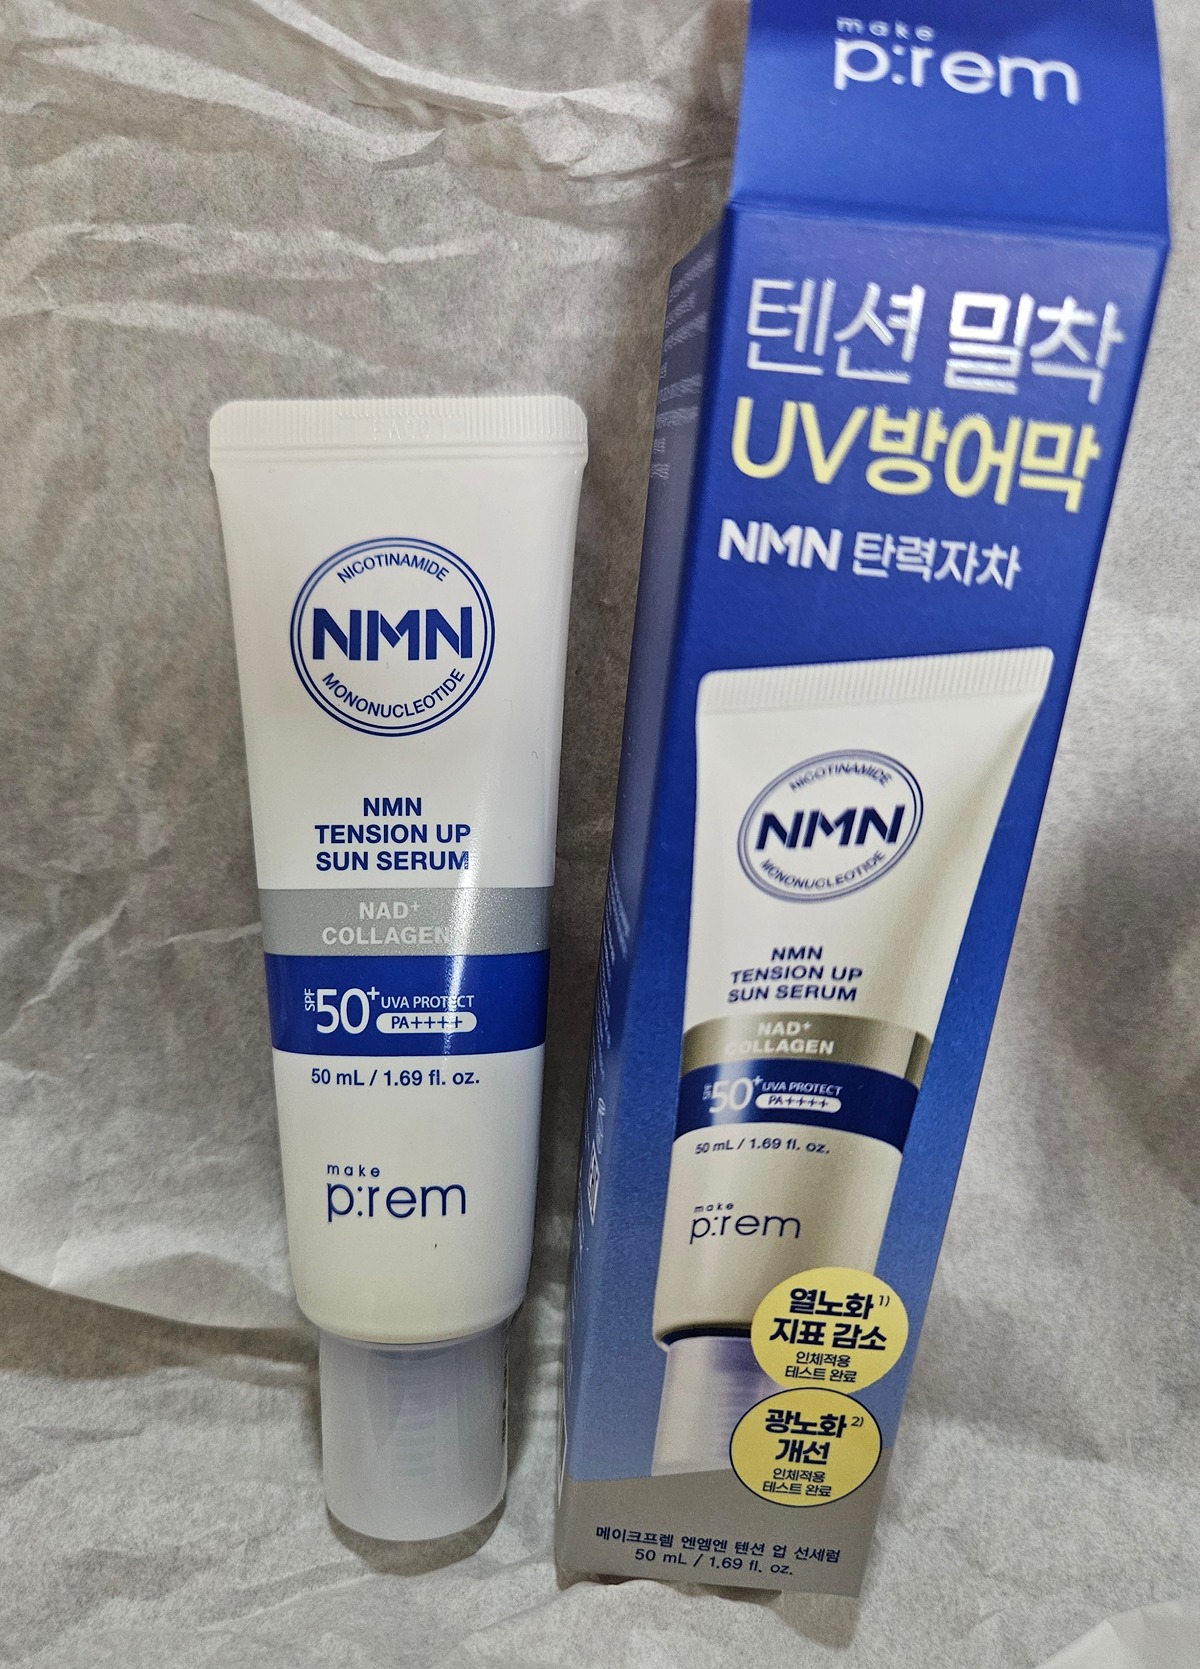 NICOTINAMIDE
NMN
MONONUCLEOTIDE
NMN
TENSION UP
SUN SERUM
NAD+
COLLAGEN
SPF 50+ UVA PROTECT
PA++++
50 mL / 1.69 fl. oz.
make
p:rem
make
p:rem
텐션 밀착
UV방어막
NMN 탄력자차
NICOTINAMIDE
NMN
MONONUCLEOTIDE
NMN
TENSION UP
SUN SERUM
NAD+
COLLAGEN
SPF 50+ UVA PROTECT
PA++++
50 mL / 1.69 fl. oz.
make
p:rem
열노화 1)
지표 감소
인체적용
테스트 완료
광노화 2)
개선
인체적용
테스트 완료
메이크프렘 엔엠엔 텐션 업 선세럼
50 mL / 1.69 fl. oz.